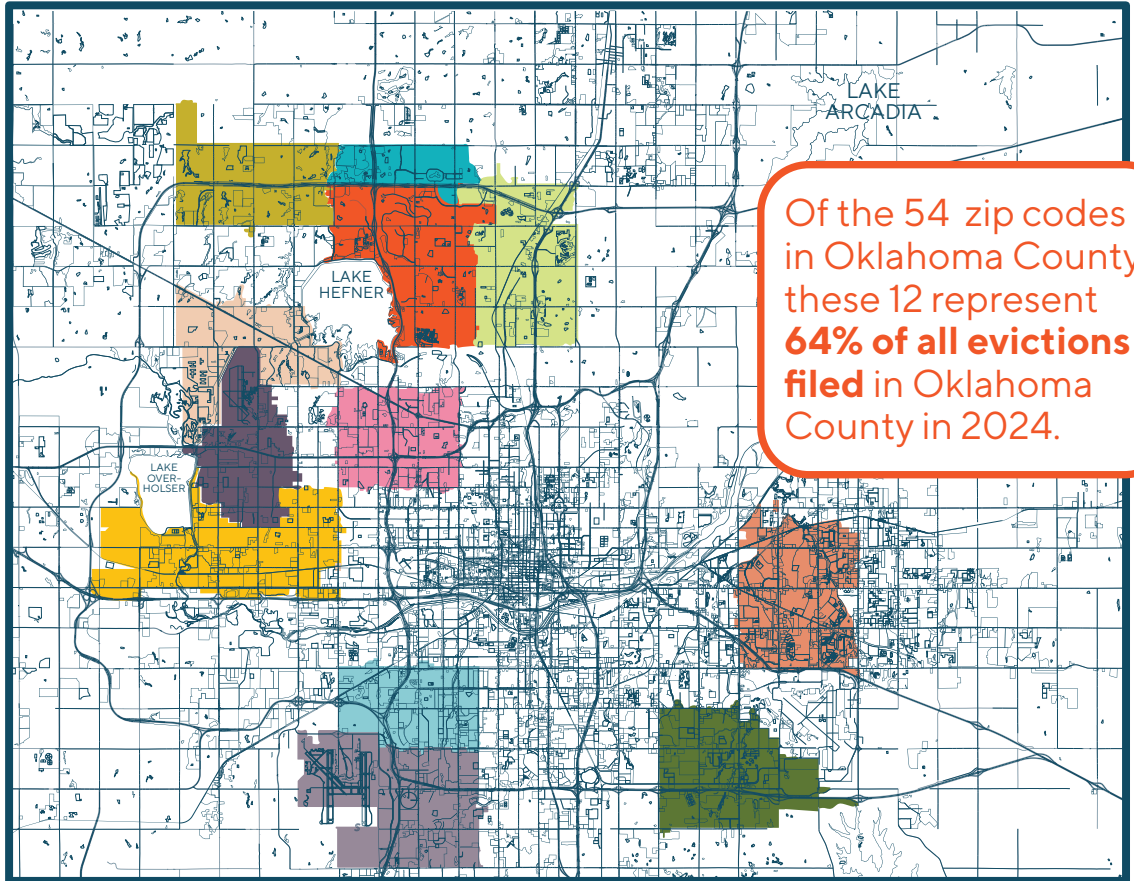 LAKE
ARCADIA
Of the 54 zip codes
in Oklahoma County
these 12 represent
64% of all evictions
filed in Oklahoma
County in 2024.
LAKE
HEFNER
LAKE
OVER-
HOLSER